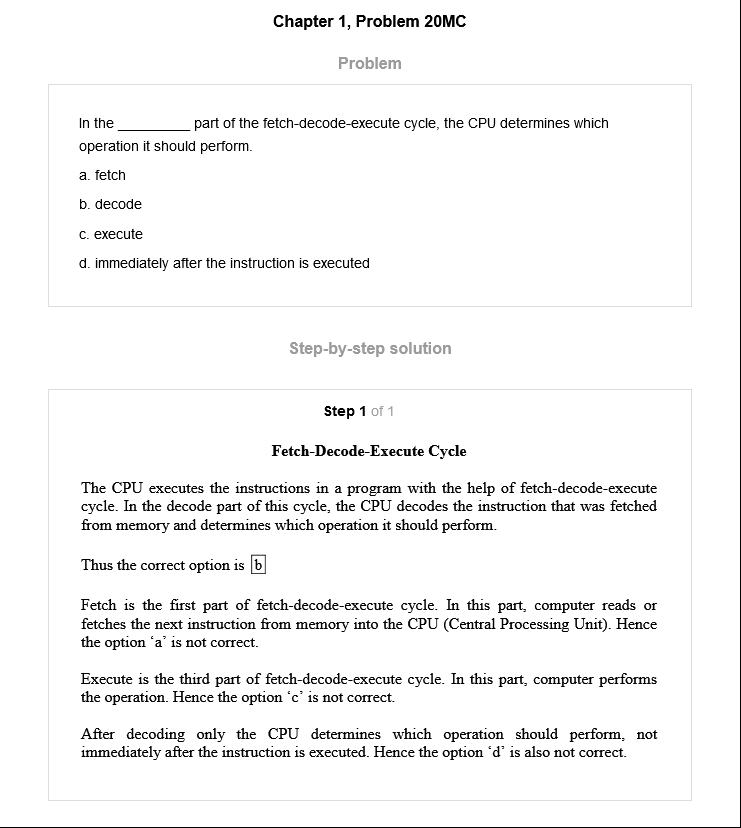 Chapter 1, Problem 20MC
Problem
In the __________ part of the fetch-decode-execute cycle, the CPU determines which
operation it should perform.
a. fetch
b. decode
c. execute
d. immediately after the instruction is executed
Step-by-step solution
Step 1 of 1
Fetch-Decode-Execute Cycle
The CPU executes the instructions in a program with the help of fetch-decode-execute
cycle. In the decode part of this cycle, the CPU decodes the instruction that was fetched
from memory and determines which operation it should perform.
Thus the correct option is b
Fetch is the first part of fetch-decode-execute cycle. In this part, computer reads or
fetches the next instruction from memory into the CPU (Central Processing Unit). Hence
the option ‘a’ is not correct.
Execute is the third part of fetch-decode-execute cycle. In this part, computer performs
the operation. Hence the option ‘c’ is not correct.
After decoding only the CPU determines which operation should perform, not
immediately after the instruction is executed. Hence the option ‘d’ is also not correct.